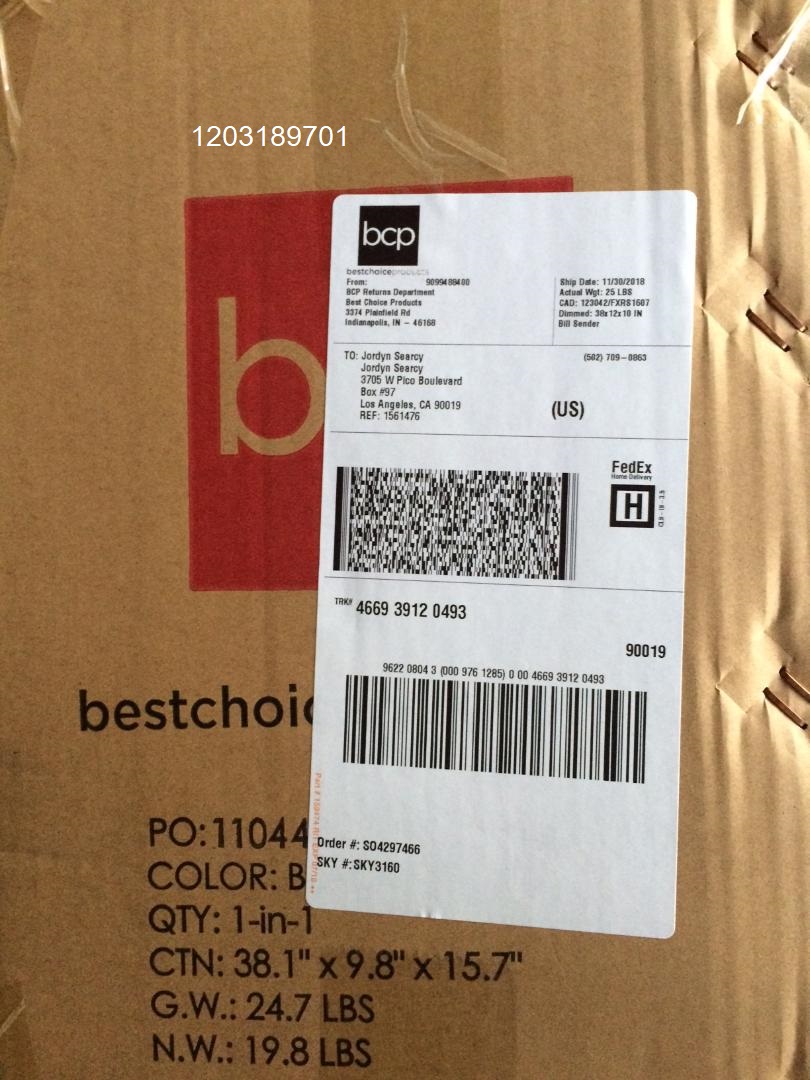 1203189701
b
bcp
bestchoiceproducts
From: 9099488400
BCP Returns Department
Best Choice Products
3374 Plainfield Rd
Indianapolis, IN - 46168
Ship Date: 11/30/2018
Actual Wgt: 25 LBS
CAD: 123042/FXRS1607
Dimmed: 38x12x10 IN
Bill Sender
TO: Jordyn Searcy
(502) 709-0863
Jordyn Searcy
3705 W Pico Boulevard
Box #97
Los Angeles, CA 90019
REF: 1561476
(US)
FedEx
Home Delivery
H
TRK# 4669 3912 0493
90019
9622 0804 3 (000 976 1285) 0 00 4669 3912 0493
Order #: SO4297466
SKY #:SKY3160
bestchoic
PO:11044
COLOR: B
QTY: 1-in-1
CTN: 38.1" x 9.8" x 15.7"
G.W.: 24.7 LBS
N.W.: 19.8 LBS